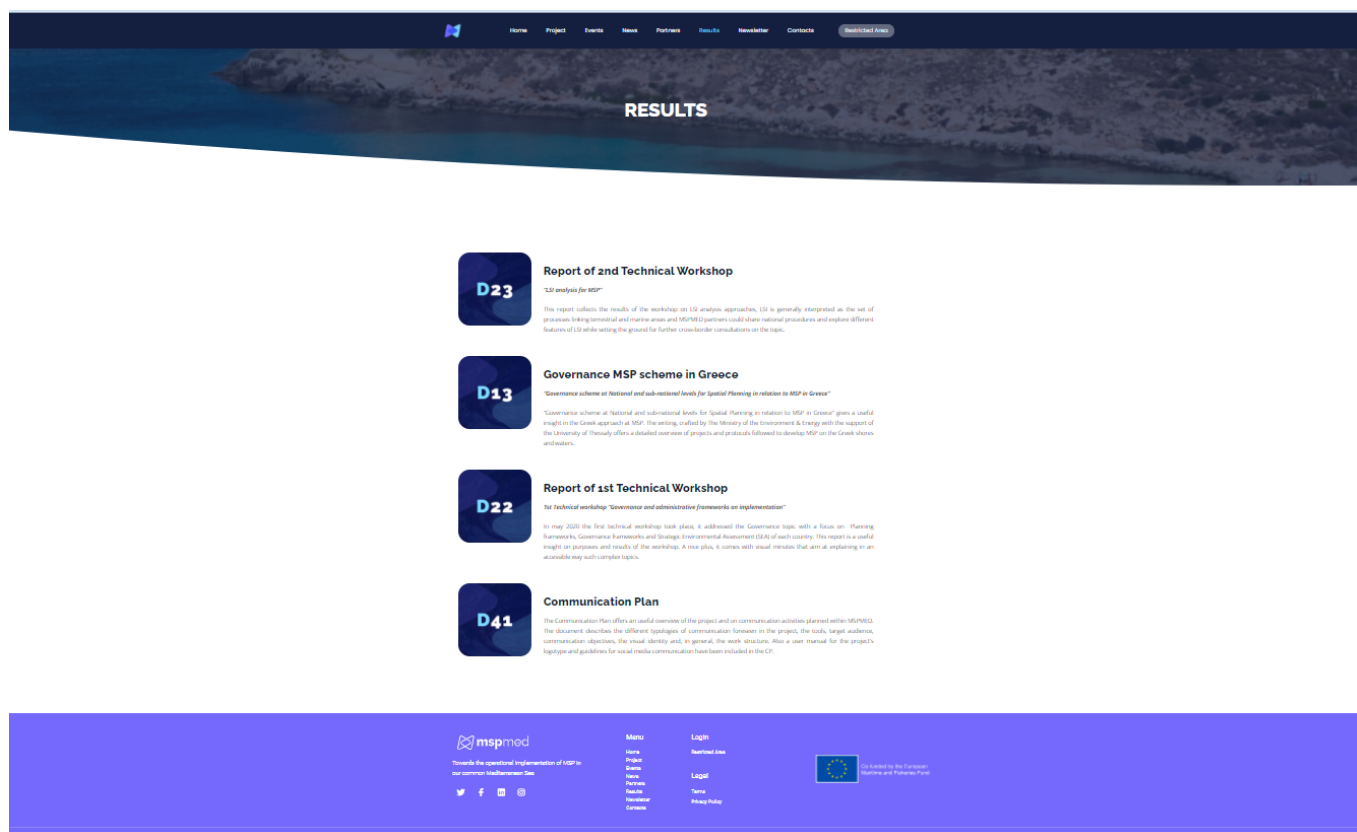 Home Project Events News Partners Results Newsletter Contacts Restricted Area
RESULTS
D23
Report of 2nd Technical Workshop
"LSI analysis for MSP"
This report collects the results of the workshop on LSI analysis approaches, LSI is generally interpreted as the set of
processes linking terrestrial and marine areas and MSPMED partners could share national procedures and explore different
features of LSI while setting the ground for further cross-border consultations on the topic.
D13
Governance MSP scheme in Greece
"Governance scheme at National and sub-national levels for Spatial Planning in relation to MSP in Greece"
"Governance scheme at National and sub-national levels for Spatial Planning in relation to MSP in Greece" gives a useful
insight in the Greek approach at MSP. The writing, crafted by The Ministry of the Environment & Energy with the support of
the University of Thessaly offers a detailed overview of projects and protocols followed to develop MSP on the Greek shores
and waters.
D22
Report of 1st Technical Workshop
1st Technical workshop "Governance and administrative frameworks on implementation"
In may 2020 the first technical workshop took place, it addressed the Governance topic with a focus on Planning
frameworks, Governance frameworks and Strategic Environmental Assessment (SEA) of each country. This report is a useful
insight on purposes and results of the workshop. A nice plus, it comes with visual minutes that aim at explaining in an
accessible way such complex topics.
D41
Communication Plan
The Communication Plan offers an useful overview of the project and on communication activities planned within MSPMED.
The document describes the different typologies of communication foreseen in the project, the tools, target audience,
communication objectives, the visual identity and, in general, the work structure. Also a user manual for the project's
logotype and guidelines for social media communication have been included in the CP.
mspmed
Towards the operational implementation of MSP in
our common Mediterranean Sea
Menu
Home
Project
Events
News
Partners
Results
Newsletter
Contacts
Login
Restricted Area
Legal
Terms
Privacy Policy
Co-funded by the European
Maritime and Fisheries Fund